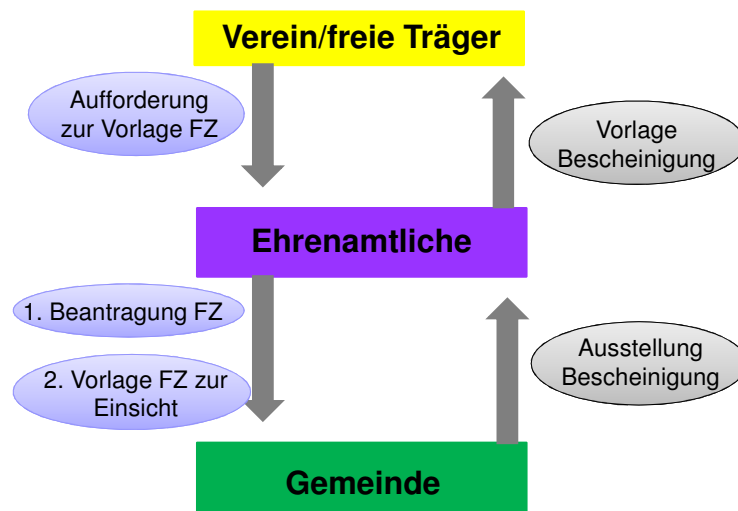 Verein/freie Träger
Aufforderung
zur Vorlage FZ
Vorlage
Bescheinigung
Ehrenamtliche
1. Beantragung FZ
2. Vorlage FZ zur
Einsicht
Ausstellung
Bescheinigung
Gemeinde